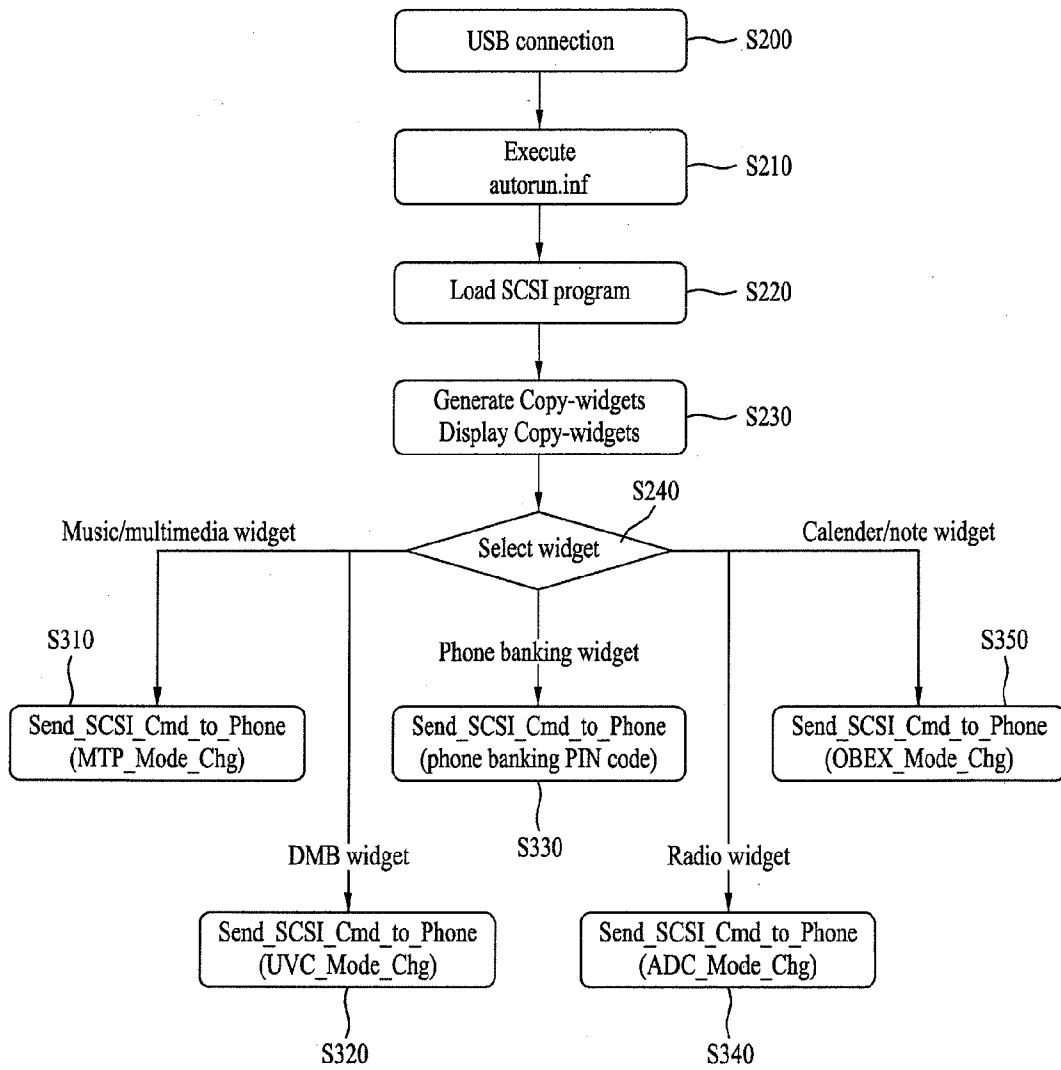 USB connection
S200
Execute
autorun.inf
S210
Load SCSI program
S220
Generate Copy-widgets
Display Copy-widgets
S230
S240
Select widget
Music/multimedia widget
Calender/note widget
S310
Phone banking widget
S350
Send_SCSI_Cmd_to_Phone
(MTP_Mode_Chg)
Send_SCSI_Cmd_to_Phone
(phone banking PIN code)
Send_SCSI_Cmd_to_Phone
(OBEX_Mode_Chg)
S330
DMB widget
Radio widget
Send_SCSI_Cmd_to_Phone
(UVC_Mode_Chg)
Send_SCSI_Cmd_to_Phone
(ADC_Mode_Chg)
S320
S340